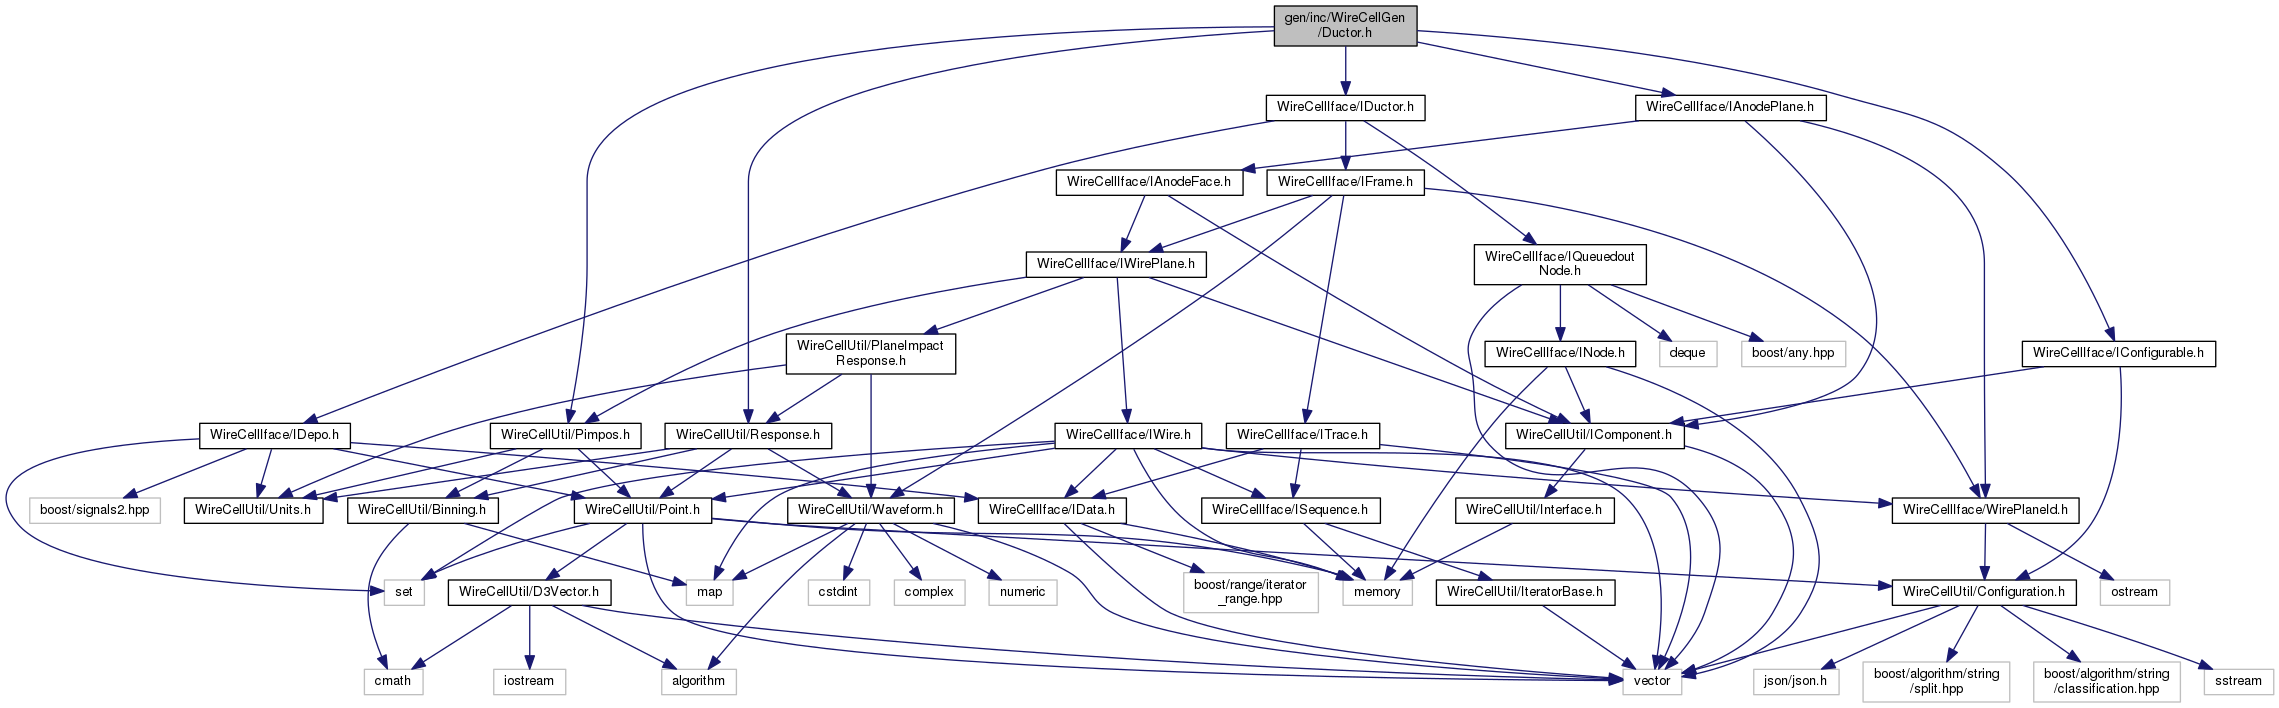 gen/inc/WireCellGen
/Ductor.h
WireCellIface/IDuctor.h
WireCellIface/IAnodePlane.h
WireCellIface/IAnodeFace.h
WireCellIface/IFrame.h
WireCellIface/IWirePlane.h
WireCellIface/IQueuedout
Node.h
WireCellUtil/PlaneImpact
Response.h
WireCellIface/INode.h
deque
boost/any.hpp
WireCellIface/IConfigurable.h
WireCellIface/IDepo.h
WireCellUtil/Pimpos.h
WireCellUtil/Response.h
WireCellIface/IWire.h
WireCellIface/ITrace.h
WireCellUtil/IComponent.h
boost/signals2.hpp
WireCellUtil/Units.h
WireCellUtil/Binning.h
WireCellUtil/Point.h
WireCellUtil/Waveform.h
WireCellIface/IData.h
WireCellIface/ISequence.h
WireCellUtil/Interface.h
WireCellIface/WirePlaneId.h
set
WireCellUtil/D3Vector.h
map
cstdint
complex
numeric
boost/range/iterator
_range.hpp
memory
WireCellUtil/IteratorBase.h
WireCellUtil/Configuration.h
ostream
cmath
iostream
algorithm
vector
json/json.h
boost/algorithm/string
/split.hpp
boost/algorithm/string
/classification.hpp
sstream